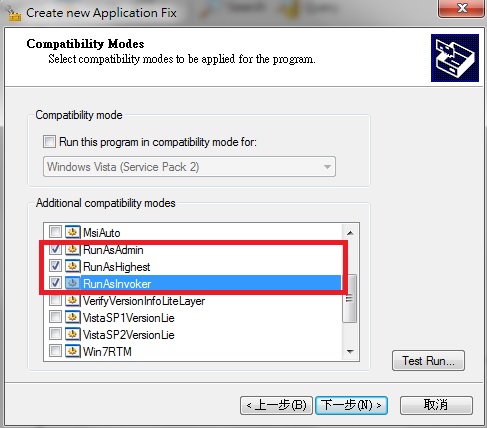 Create new Application Fix
Compatibility Modes
Select compatibility modes to be applied for the program.
Compatibility mode
Run this program in compatibility mode for:
Windows Vista (Service Pack 2)
Additional compatibility modes
MsiAuto
RunAsAdmin
RunAsHighest
RunAsInvoker
VerifyVersionInfoLiteLayer
VistaSP1VersionLie
VistaSP2VersionLie
Win7RTM
Test Run...
<上一步(B)
下一步(N)>
取消